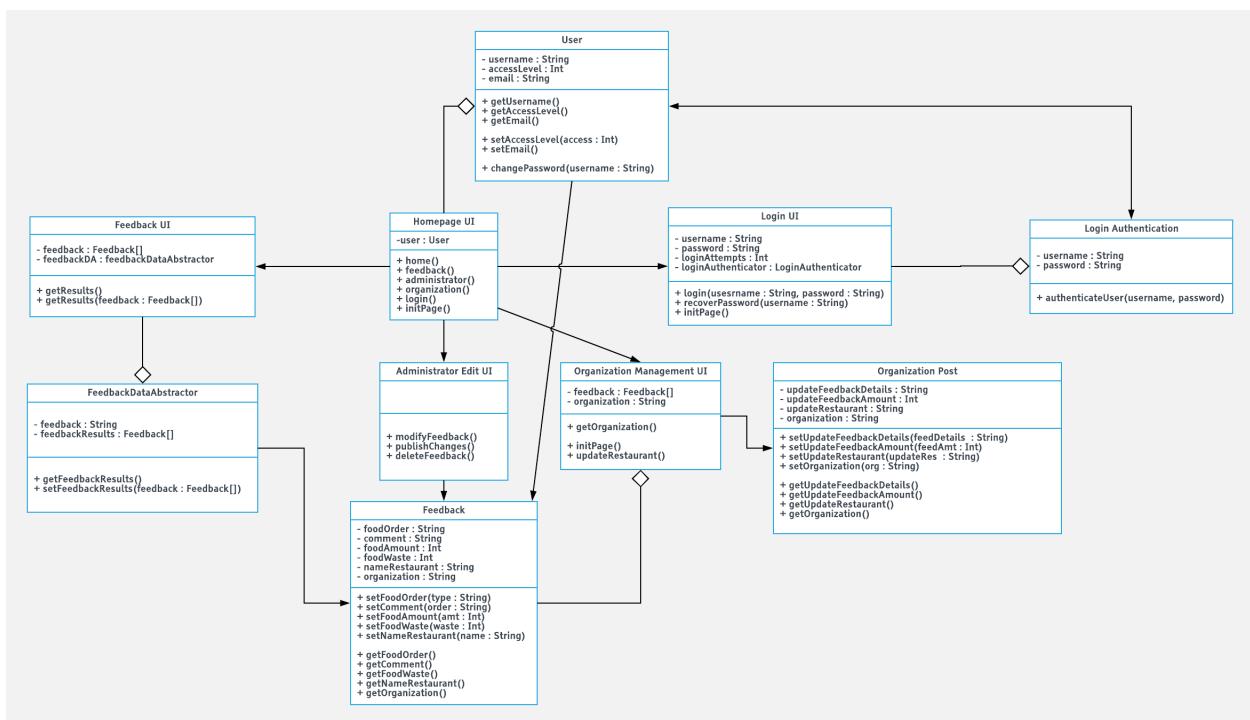 User
- username : String
- accessLevel : Int
- email : String
+ getUsername()
+ getAccessLevel()
+ getEmail()
+ setAccessLevel(access : Int)
+ setEmail()
+ changePassword(username : String)
Feedback UI
- feedback : Feedback[]
- feedbackDA : feedbackDataAbstractor
+ getResults()
+ getResults(feedback : Feedback[])
Homepage UI
-user : User
+ home()
+ feedback()
+ administrator()
+ organization()
+ login()
+ initPage()
Login UI
- username : String
- password : String
- loginAttempts : Int
- loginAuthenticator : LoginAuthenticator
+ login(usesrname : String, password : String)
+ recoverPassword(username : String)
+ initPage()
Login Authentication
- username : String
- password : String
+ authenticateUser(username, password)
FeedbackDataAbstractor
- feedback : String
- feedbackResults : Feedback[]
+ getFeedbackResults()
+ setFeedbackResults(feedback : Feedback[])
Administrator Edit UI
+ modifyFeedback()
+ publishChanges()
+ deleteFeedback()
Organization Management UI
- feedback : Feedback[]
- organization : String
+ getOrganization()
+ initPage()
+ updateRestaurant()
Organization Post
- updateFeedbackDetails : String
- updateFeedbackAmount : Int
- updateRestaurant : String
- organization : String
+ setUpdateFeedbackDetails(feedDetails : String)
+ setUpdateFeedbackAmount(feedAmt : Int)
+ setUpdateRestaurant(updateRes : String)
+ setOrganization(org : String)
+ getUpdateFeedbackDetails()
+ getUpdateFeedbackAmount()
+ getUpdateRestaurant()
+ getOrganization()
Feedback
- foodOrder : String
- comment : String
- foodAmount : Int
- foodWaste : Int
- nameRestaurant : String
- organization : String
+ setFoodOrder(type : String)
+ setComment(order : String)
+ setFoodAmount(amt : Int)
+ setFoodWaste(waste : Int)
+ setNameRestaurant(name : String)
+ getFoodOrder()
+ getComment()
+ getFoodWaste()
+ getNameRestaurant()
+ getOrganization()